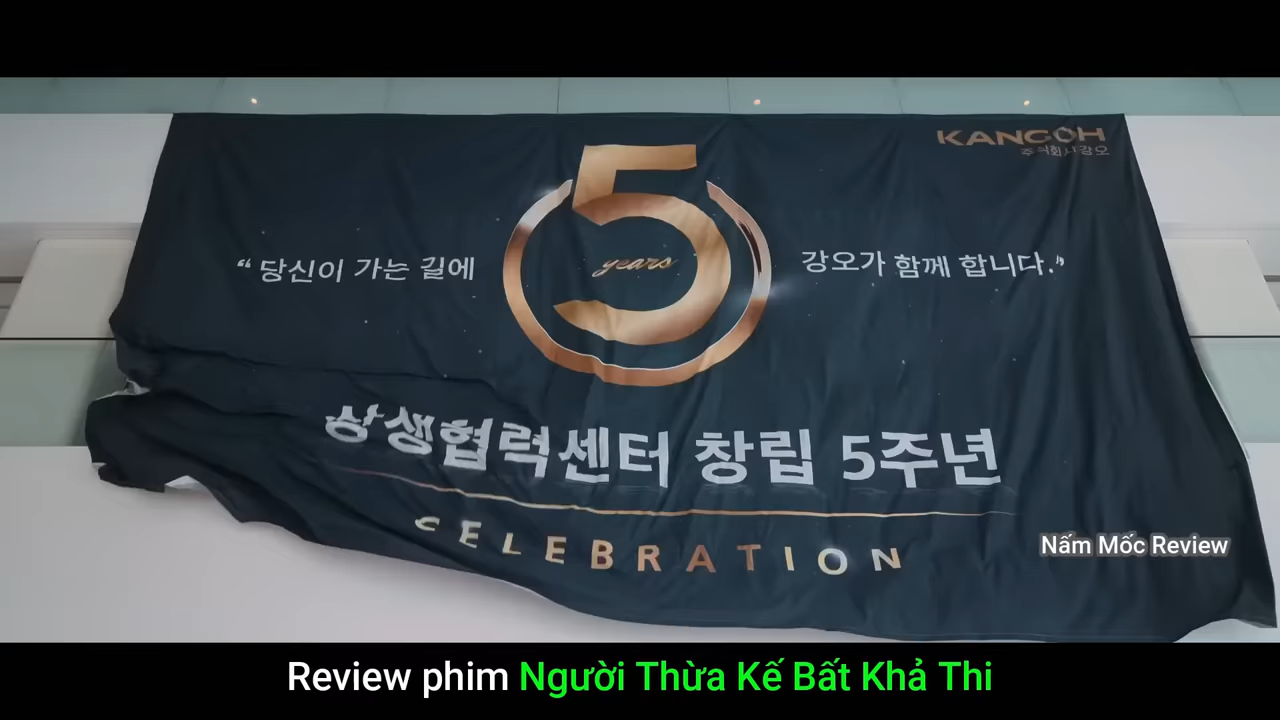 KANGOH
주식회사 강오
5
years
“ 당신이 가는 길에
강오가 함께 합니다.”
상생협력센터 창립 5주년
CELEBRATION
Nấm Mốc Review
Review phim Người Thừa Kế Bất Khả Thi